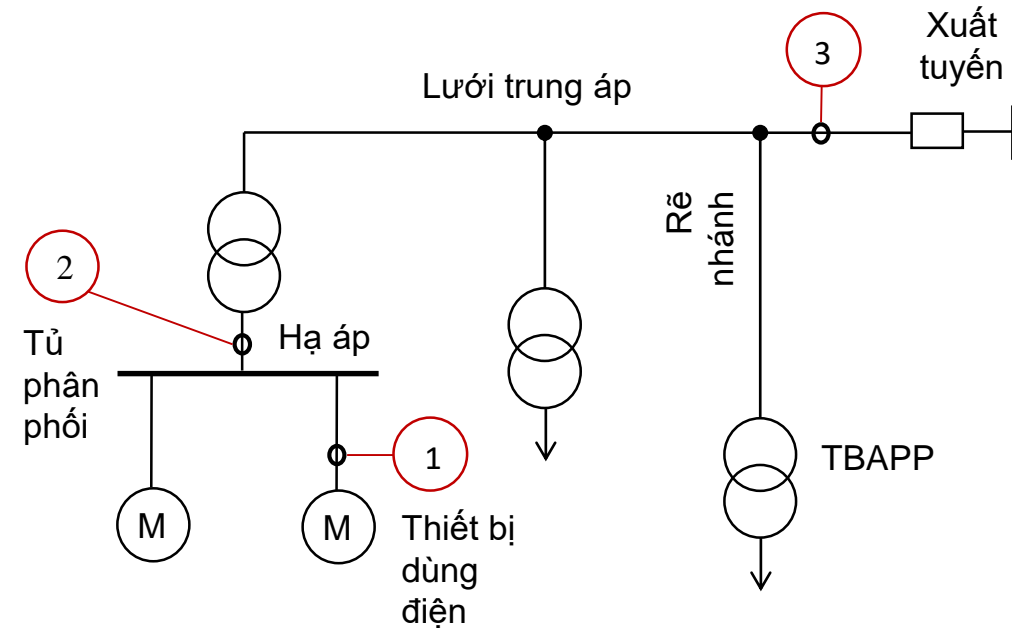 Xuất
tuyến
3
Lưới trung áp
Rẽ
nhánh
2
Hạ áp
Tủ
phân
phối
1
TBAPP
M
M
Thiết bị
dùng
điện